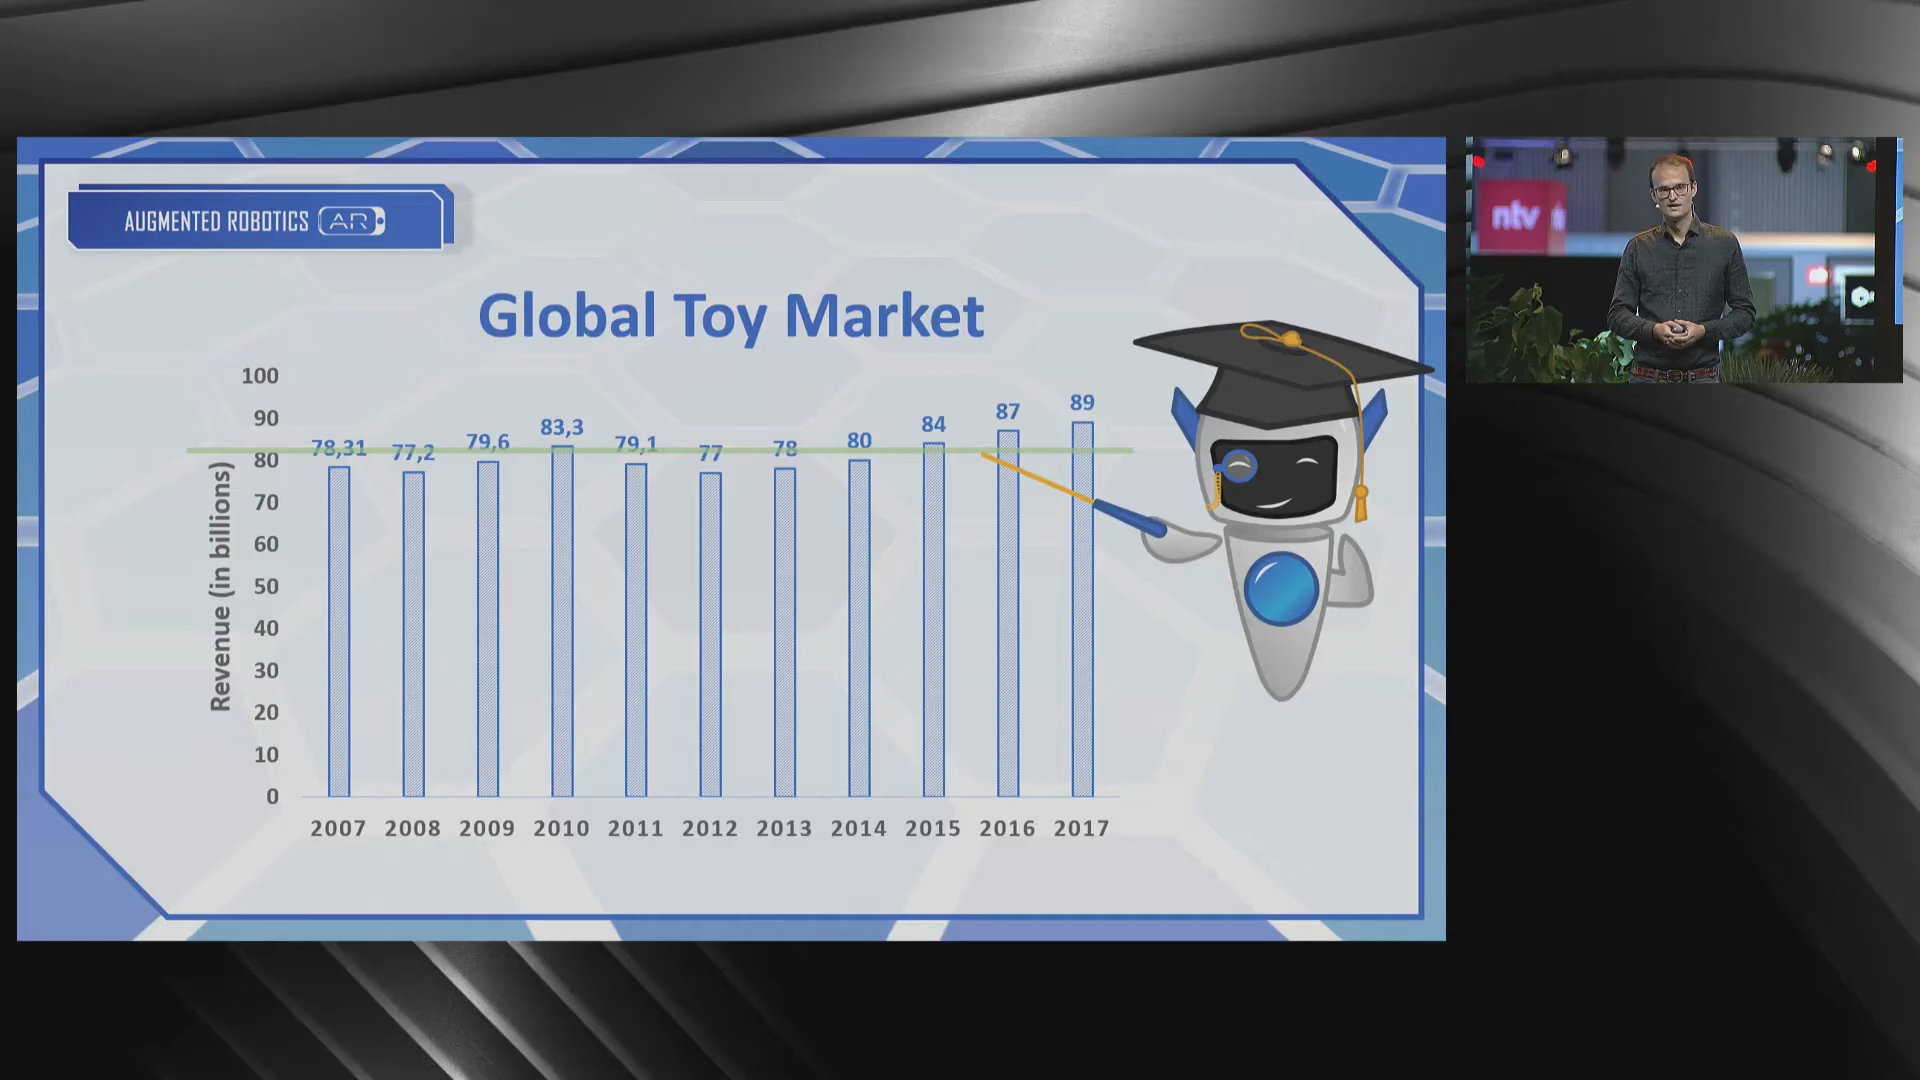 AUGMENTED ROBOTICS AR
ntv
Global Toy Market
Revenue (in billions)
100
90
80
70
60
50
40
30
20
10
0
78,31 77,2 79,6 83,3 79,1 77 78 80 84 87 89
2007 2008 2009 2010 2011 2012 2013 2014 2015 2016 2017